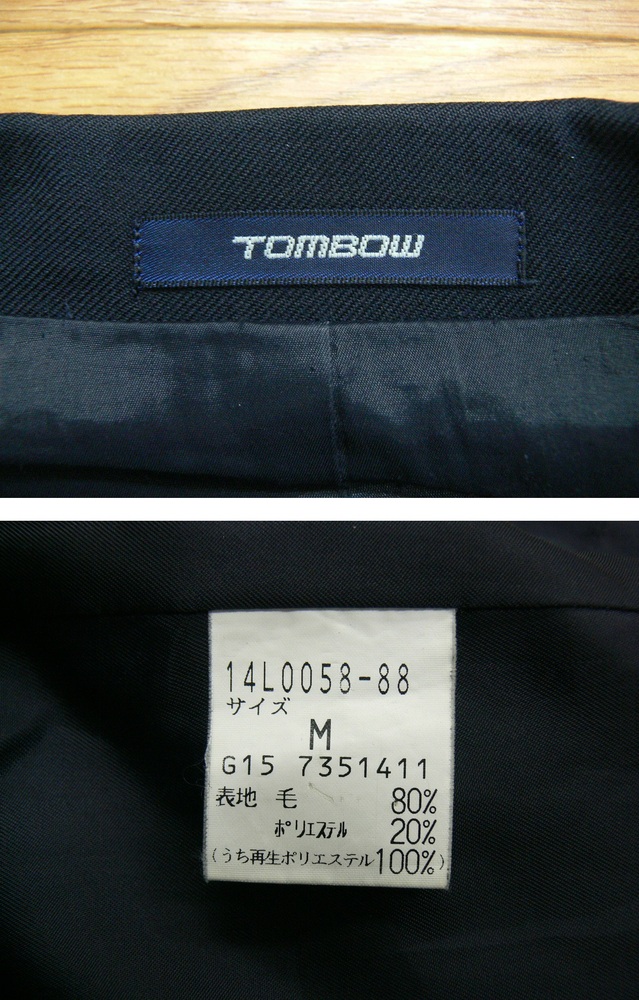 TOMBOW
14L0058-88
サイズ
M
G15 7351411
表地 毛 80%
ポリエステル 20%
(うち再生ポリエステル100%)